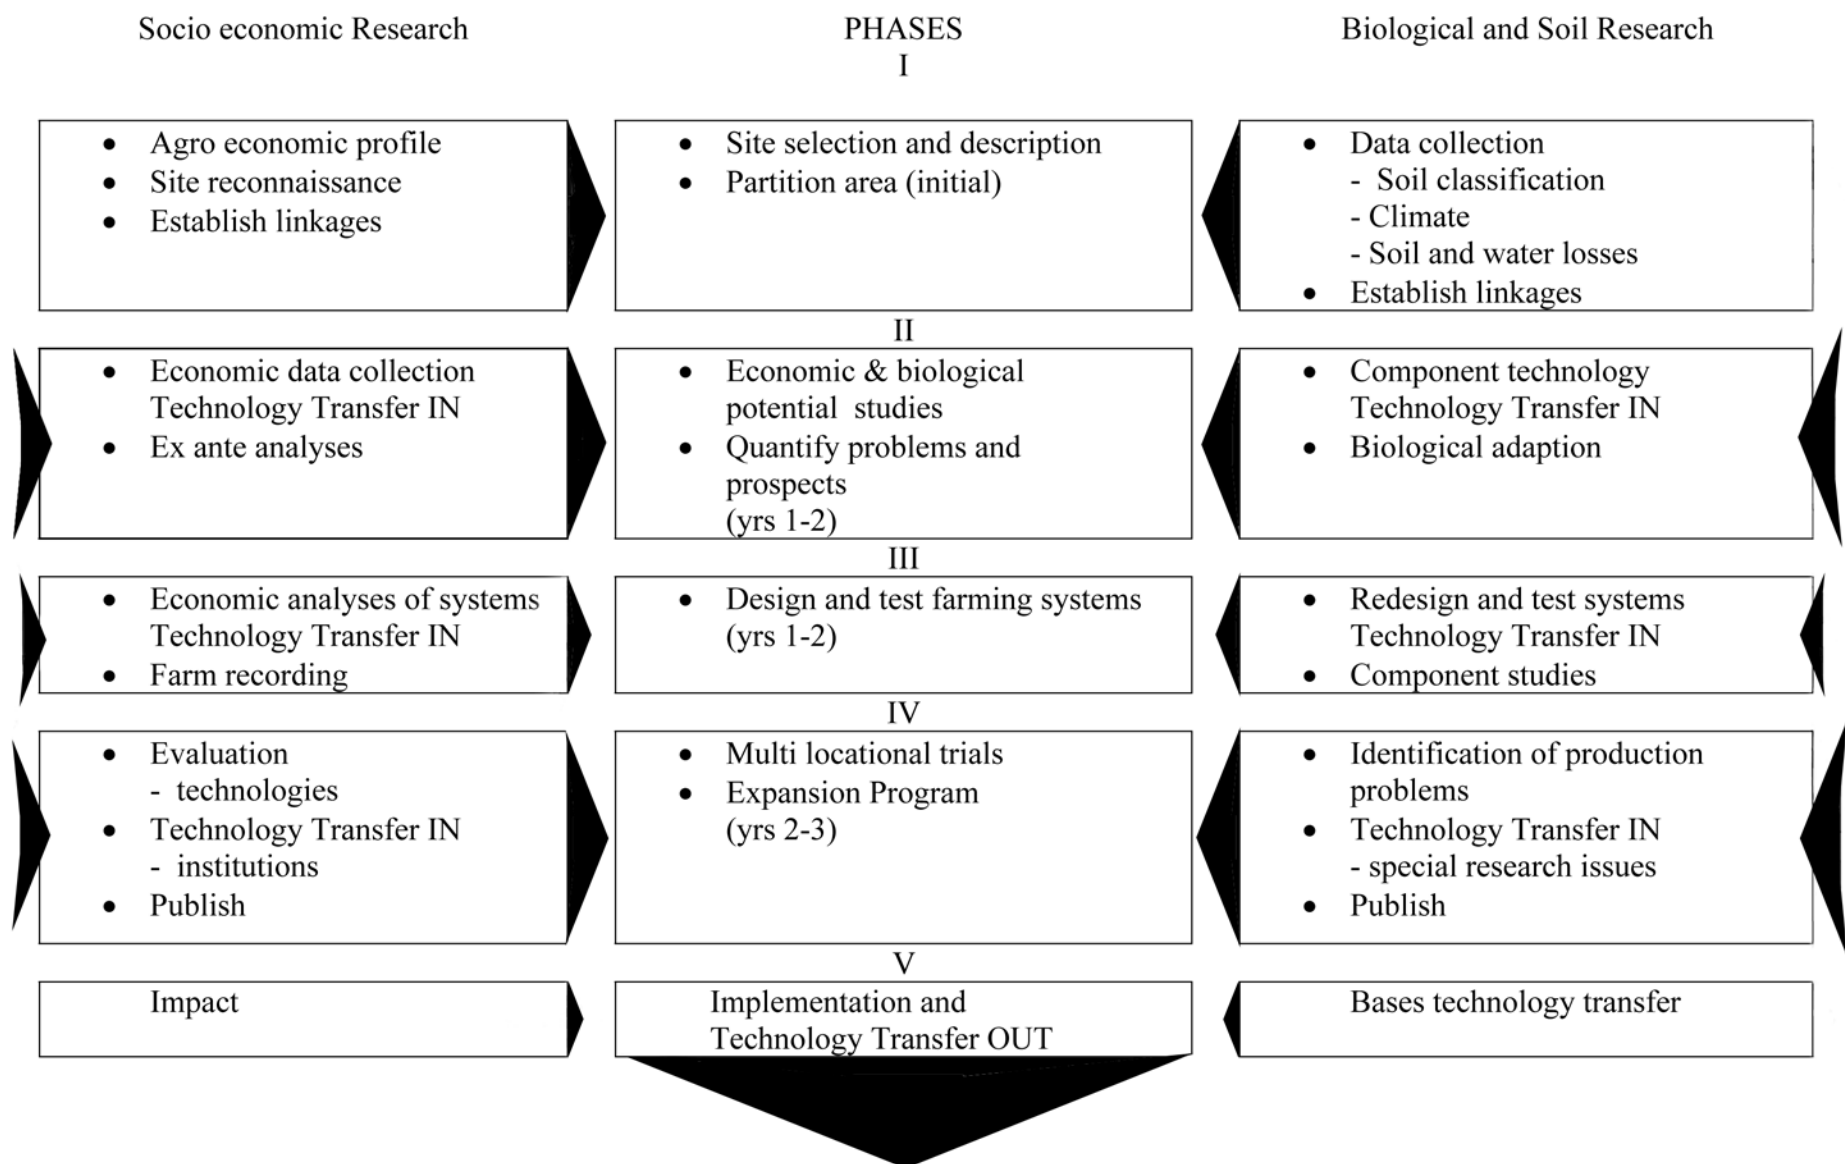 Socio economic Research
PHASES
Biological and Soil Research
I
• Agro economic profile
• Site reconnaissance
• Establish linkages
• Site selection and description
• Partition area (initial)
• Data collection
- Soil classification
- Climate
- Soil and water losses
• Establish linkages
II
• Economic data collection
Technology Transfer IN
• Ex ante analyses
• Economic & biological
potential studies
• Quantify problems and
prospects
(yrs 1-2)
• Component technology
Technology Transfer IN
• Biological adaption
III
• Economic analyses of systems
Technology Transfer IN
• Farm recording
• Design and test farming systems
(yrs 1-2)
• Redesign and test systems
Technology Transfer IN
• Component studies
IV
• Evaluation
- technologies
• Technology Transfer IN
- institutions
• Publish
• Multi locational trials
• Expansion Program
(yrs 2-3)
• Identification of production
problems
• Technology Transfer IN
- special research issues
• Publish
V
Impact
Implementation and
Technology Transfer OUT
Bases technology transfer